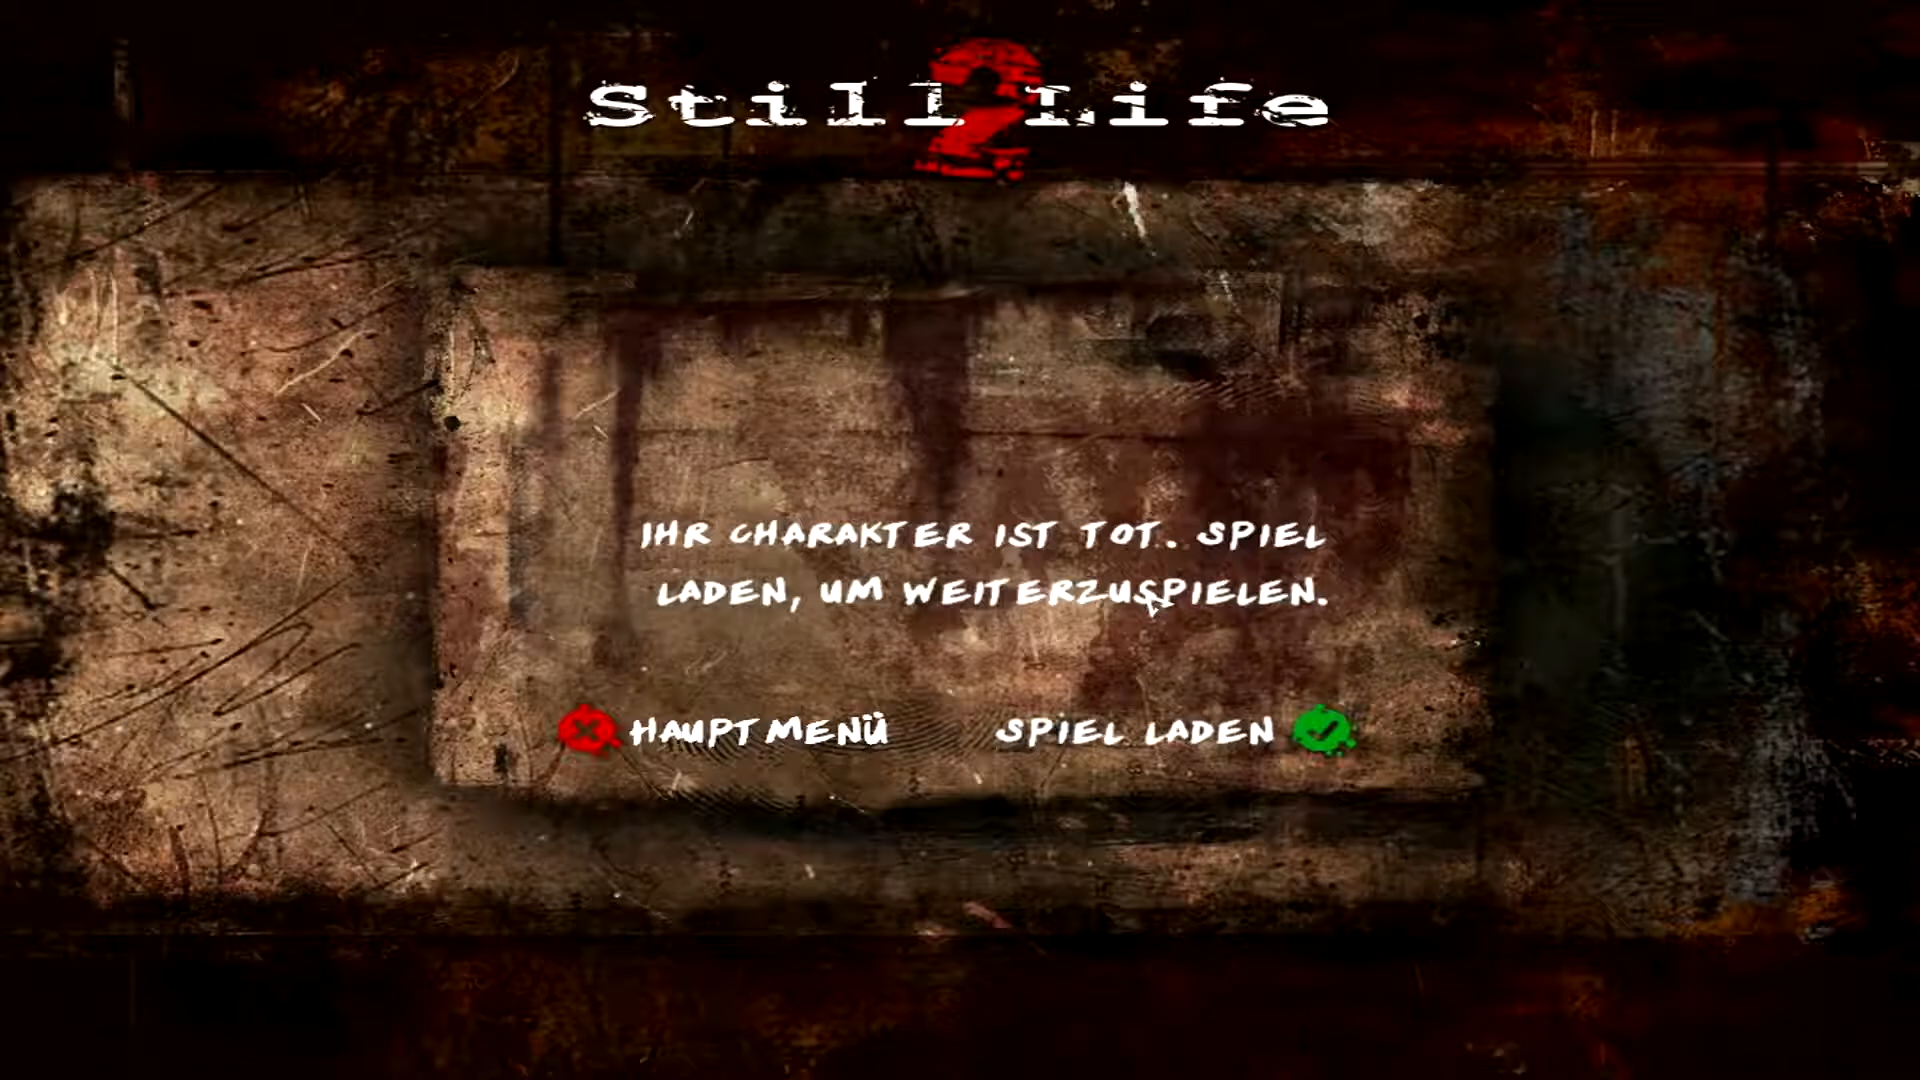 Still 2 Life
IHR CHARAKTER IST TOT. SPIEL
LADEN, UM WEITERZUSPIELEN.
HAUPTMENÜ SPIEL LADEN